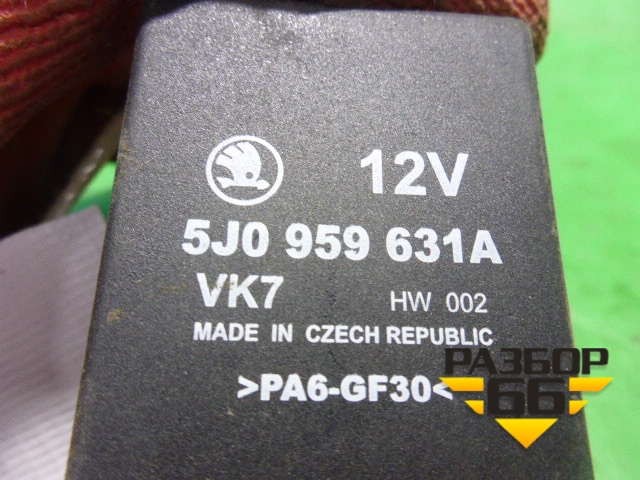 12V
5J0 959 631A
VK7 HW 002
MADE IN CZECH REPUBLIC
>PA6-GF30<
РАЗБОР
66